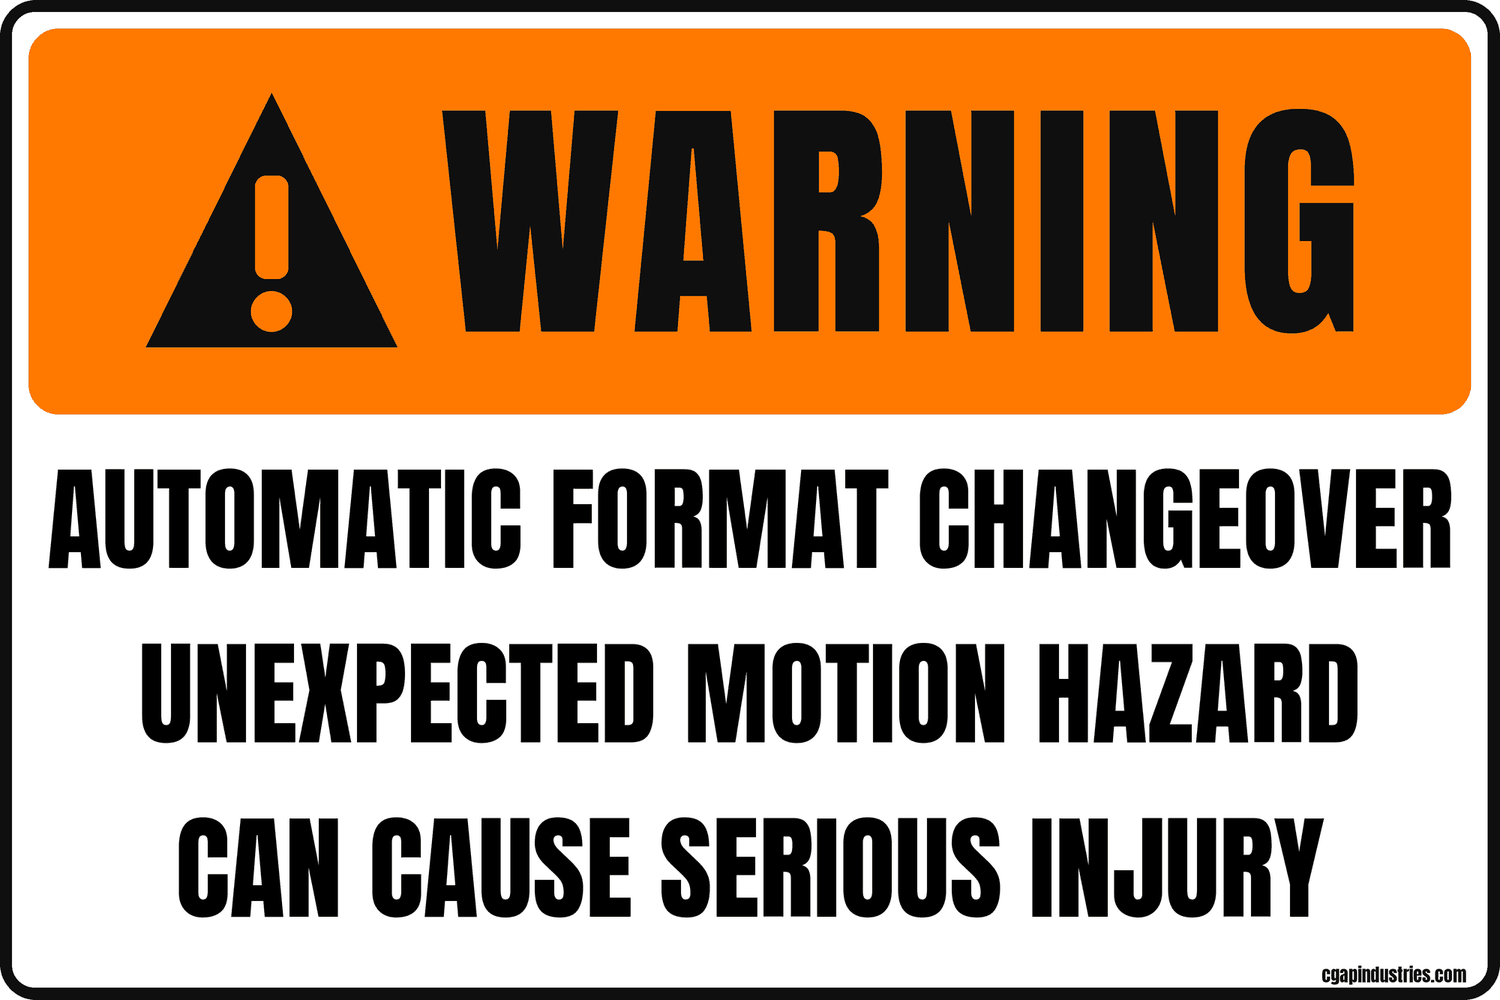 WARNING
AUTOMATIC FORMAT CHANGEOVER
UNEXPECTED MOTION HAZARD
CAN CAUSE SERIOUS INJURY
cgapindustries.com